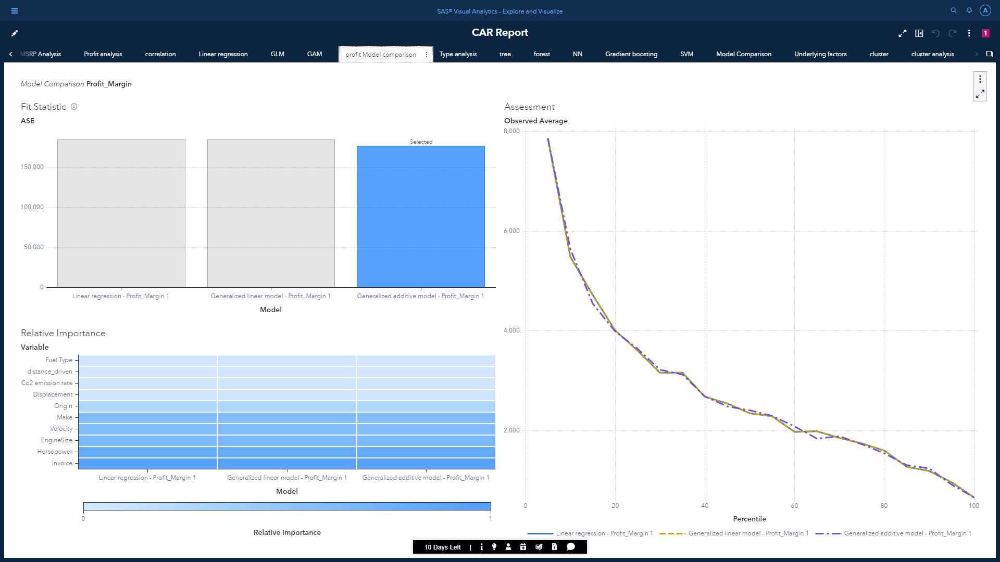 SAS® Visual Analytics - Explore and Visualize
A
CAR Report
1
MSRP Analysis Profit analysis correlation Linear regression GLM GAM profit Model comparison Type analysis tree forest NN Gradient boosting SVM Model Comparison Underlying factors cluster cluster analysis
Model Comparison Profit_Margin
Fit Statistic
ASE
Selected
150,000
100,000
50,000
0
Linear regression - Profit_Margin 1 Generalized linear model - Profit_Margin 1 Generalized additive model - Profit_Margin 1
Model
Relative Importance
Variable
Fuel Type
distance_driven
Co2 emission rate
Displacement
Origin
Make
Velocity
EngineSize
Horsepower
Invoice
Linear regression - Profit_Margin 1 Generalized linear model - Profit_Margin 1 Generalized additive model - Profit_Margin 1
Model
0 1
Relative Importance
Assessment
Observed Average
8,000
6,000
4,000
2,000
0 20 40 60 80 100
Percentile
Linear regression - Profit_Margin 1 Generalized linear model - Profit_Margin 1 Generalized additive model - Profit_Margin 1
10 Days Left |